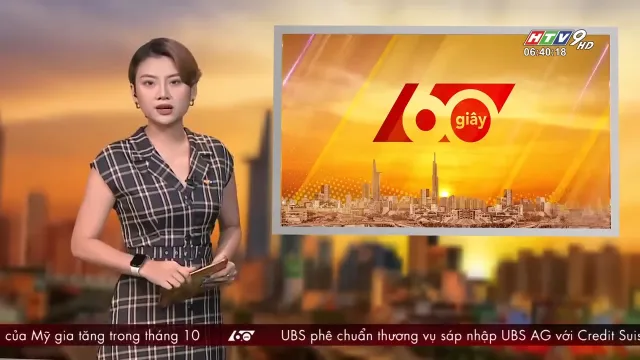 HTV9 HD
06:40:18
60 giây
của Mỹ gia tăng trong tháng 10 60 UBS phê chuẩn thương vụ sáp nhập UBS AG với Credit Suis